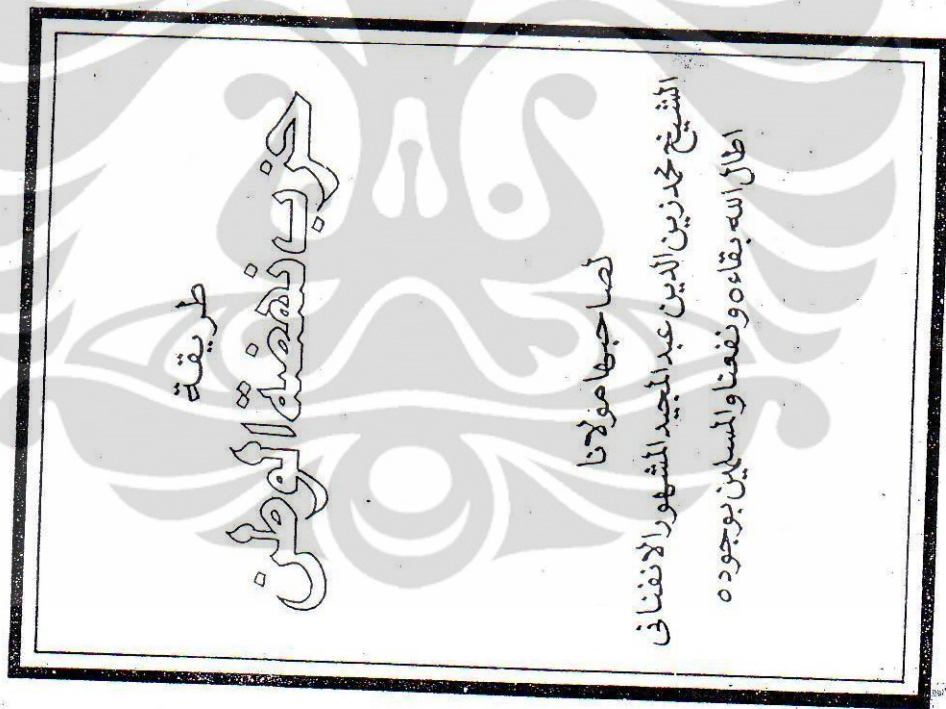 طريقة
حزب نهضة الوطن
لصاحبها مولانا
الشيخ محمد زين الدين عبد المجيد المشهور الانفناني
اطال الله بقاءه ونفعنا والمسلمين بوجوده